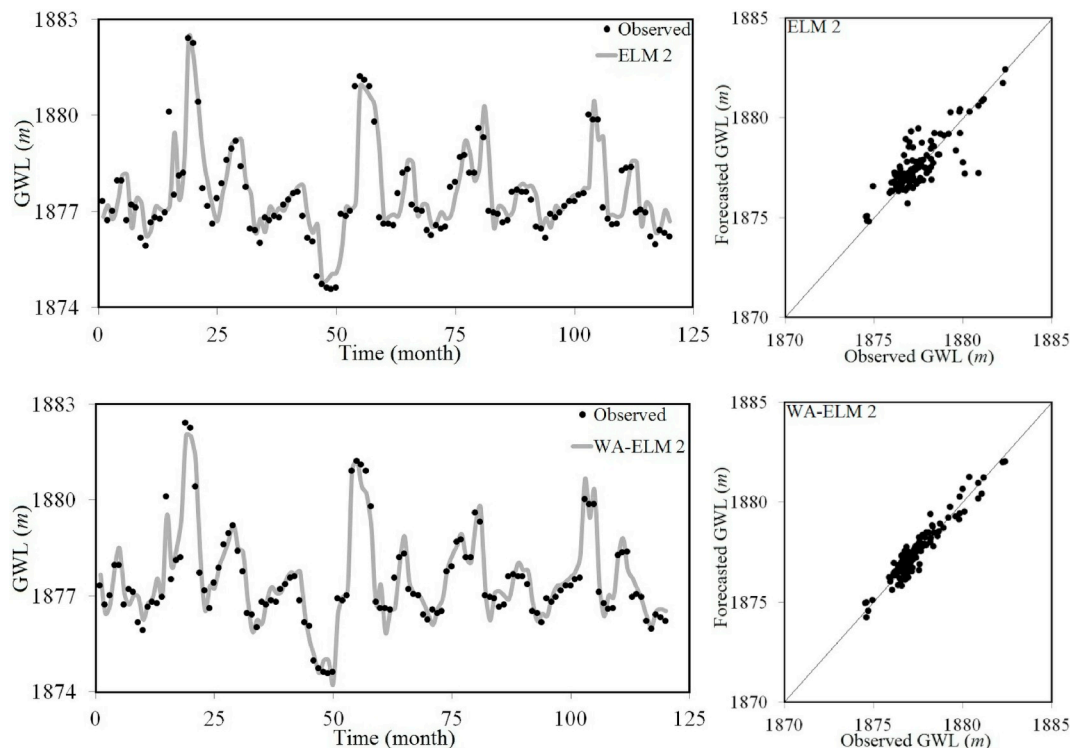 1883
1880
1877
1874
GWL (m)
Observed
ELM 2
0
25
50
75
100
125
Time (month)
1885
1880
1875
1870
Forecasted GWL (m)
ELM 2
1870
1875
1880
1885
Observed GWL (m)
1883
1880
1877
1874
GWL (m)
Observed
WA-ELM 2
0
25
50
75
100
125
Time (month)
1885
1880
1875
1870
Forecasted GWL (m)
WA-ELM 2
1870
1875
1880
1885
Observed GWL (m)